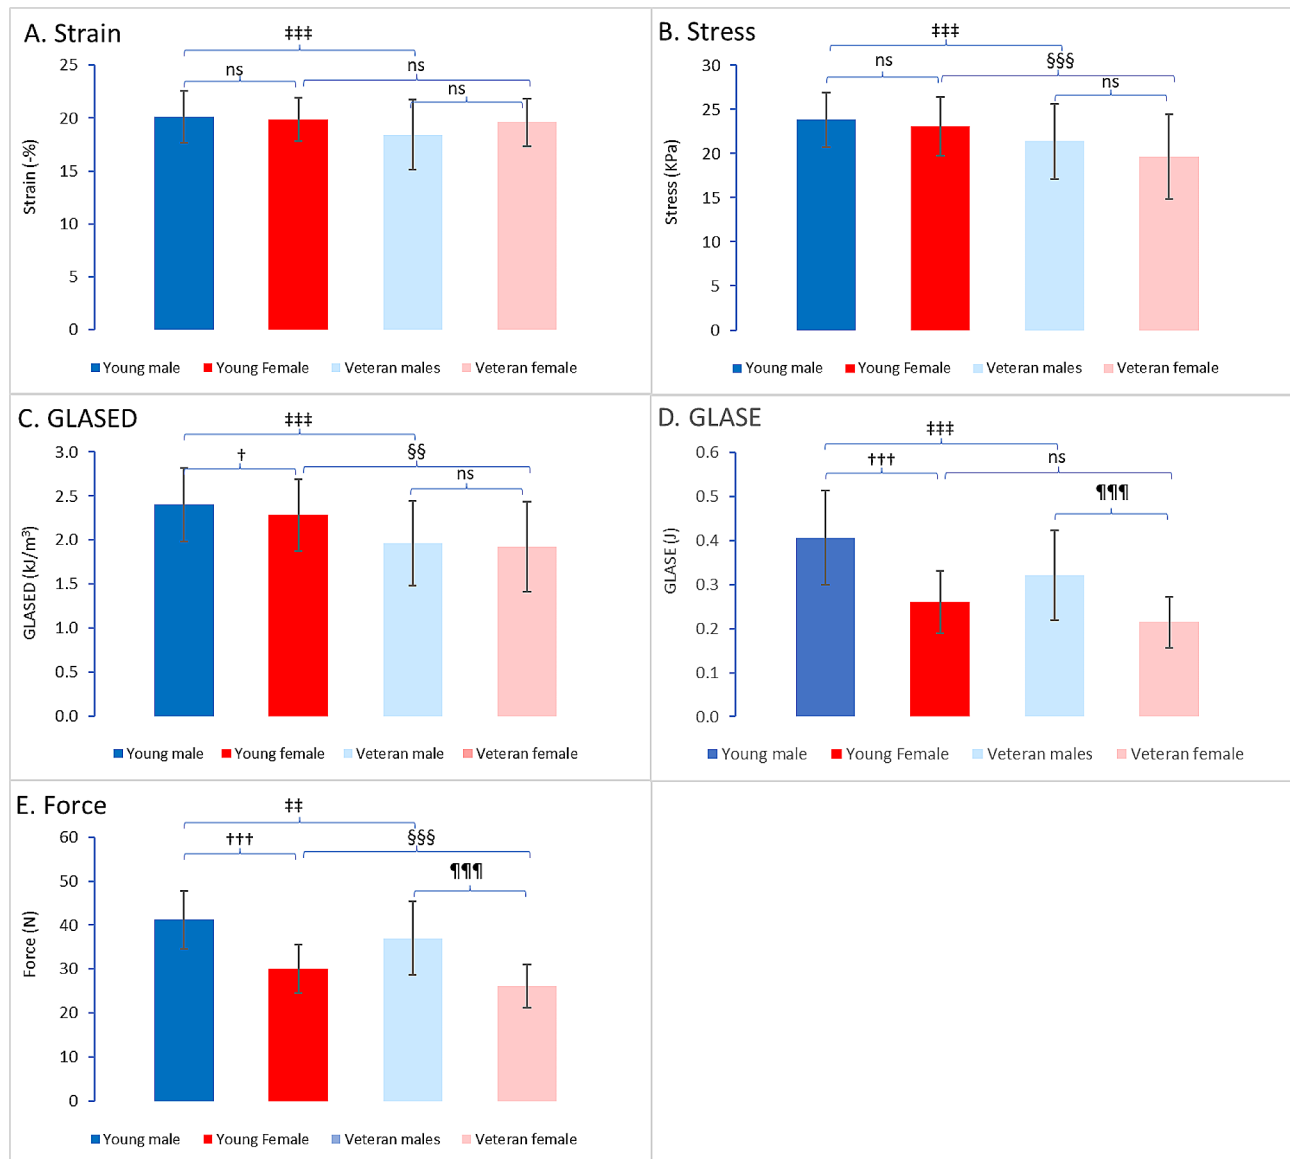 A. Strain
‡‡‡
ns
ns
ns
25
20
15
10
5
0
Strain (-%)
Young male
Young Female
Veteran males
Veteran female
B. Stress
‡‡‡
ns
§§§
ns
30
25
20
15
10
5
0
Stress (KPa)
Young male
Young Female
Veteran males
Veteran female
C. GLASED
‡‡‡
†
§§
ns
3.0
2.5
2.0
1.5
1.0
0.5
0.0
GLASED (kJ/m³)
Young male
Young female
Veteran male
Veteran female
D. GLASE
‡‡‡
†††
ns
¶¶¶
0.6
0.5
0.4
0.3
0.2
0.1
0.0
GLASE (J)
Young male
Young Female
Veteran males
Veteran female
E. Force
‡‡
†††
§§§
¶¶¶
60
50
40
30
20
10
0
Force (N)
Young male
Young Female
Veteran males
Veteran female